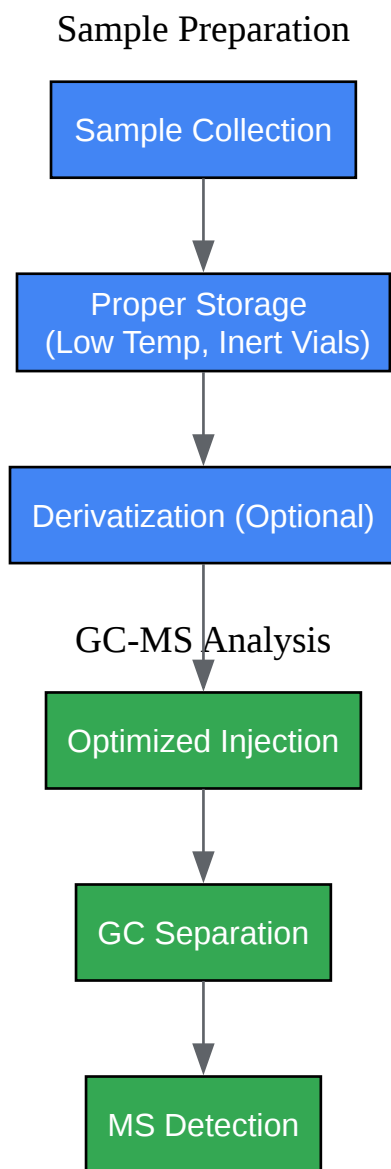 Sample Preparation
Sample Collection
Proper Storage
(Low Temp, Inert Vials)
Derivatization (Optional)
GC-MS Analysis
Optimized Injection
GC Separation
MS Detection